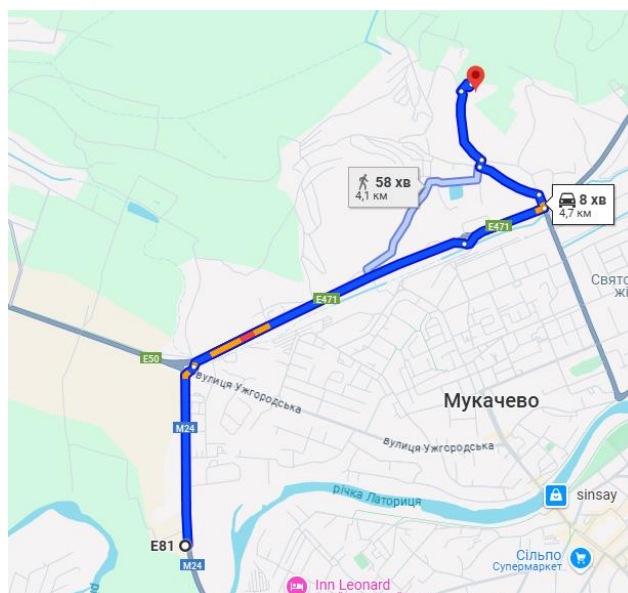 58 хв
4,1 км
8 хв
4,7 км
E471
Свято
жі
E471
E50
вулиця Ужгородська
Мукачево
M24
вулиця Ужгородська
річка Латориця
sinsay
E81
M24
Сільпо
Супермаркет
Inn Leonard